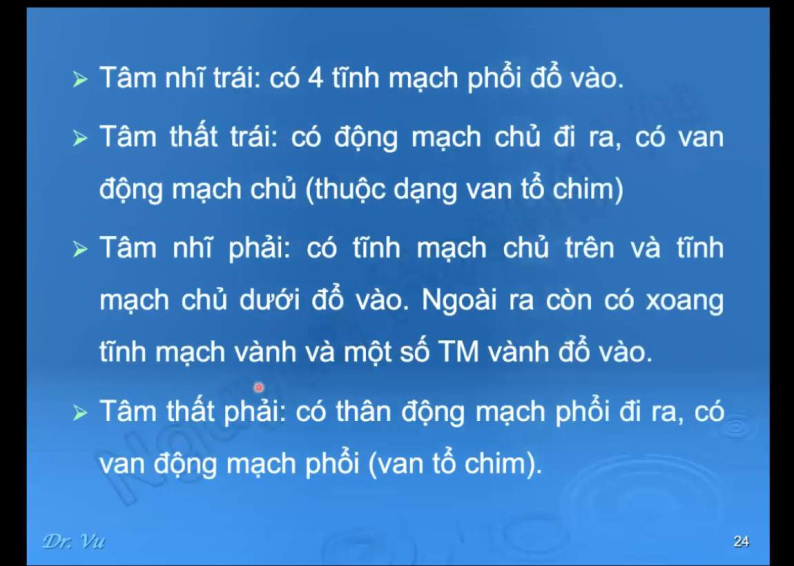 ➢ Tâm nhĩ trái: có 4 tĩnh mạch phổi đổ vào.
➢ Tâm thất trái: có động mạch chủ đi ra, có van
động mạch chủ (thuộc dạng van tổ chim)
➢ Tâm nhĩ phải: có tĩnh mạch chủ trên và tĩnh
mạch chủ dưới đổ vào. Ngoài ra còn có xoang
tĩnh mạch vành và một số TM vành đổ vào.
➢ Tâm thất phải: có thân động mạch phổi đi ra, có
van động mạch phổi (van tổ chim).
Dr. Vu
24